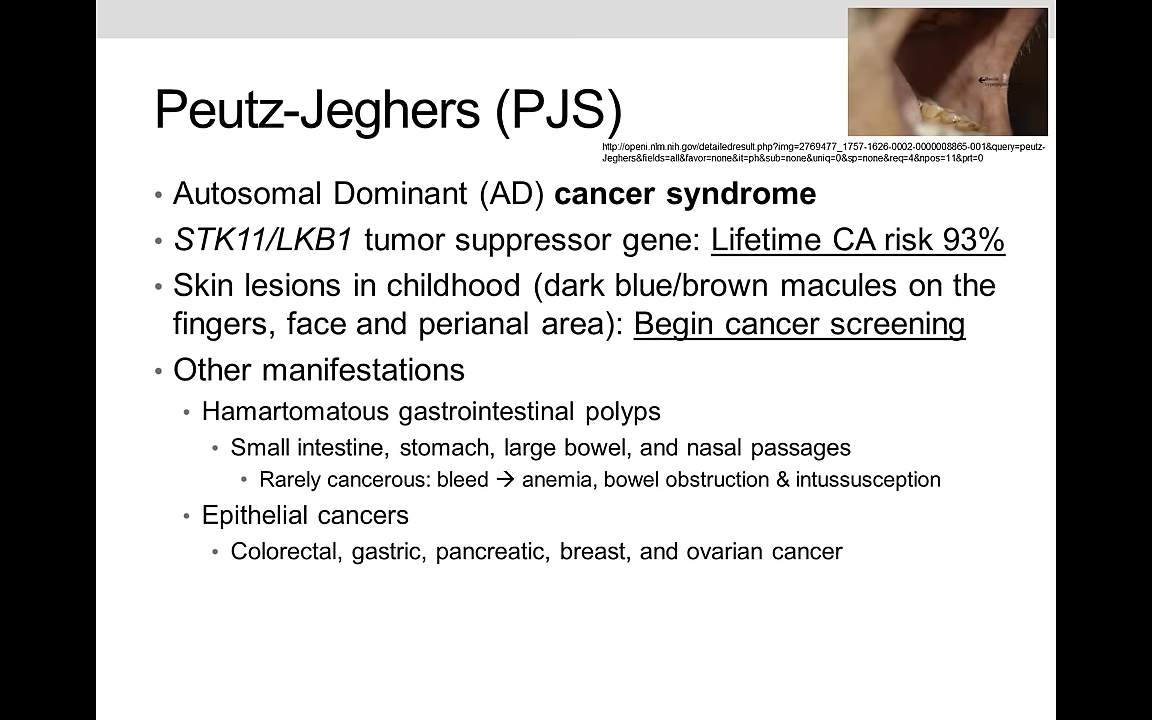 Peutz-Jeghers (PJS)
http://openi.nlm.nih.gov/detailedresult.php?img=2769477_1757-1626-0002-0000008865-001&query=peutz-
Jeghers&fields=all&favor=none&it=ph&sub=none&uniq=0&sp=none&req=4&npos=11&prt=0
• Autosomal Dominant (AD) cancer syndrome
• STK11/LKB1 tumor suppressor gene: Lifetime CA risk 93%
• Skin lesions in childhood (dark blue/brown macules on the
fingers, face and perianal area): Begin cancer screening
• Other manifestations
• Hamartomatous gastrointestinal polyps
• Small intestine, stomach, large bowel, and nasal passages
• Rarely cancerous: bleed → anemia, bowel obstruction & intussusception
• Epithelial cancers
• Colorectal, gastric, pancreatic, breast, and ovarian cancer